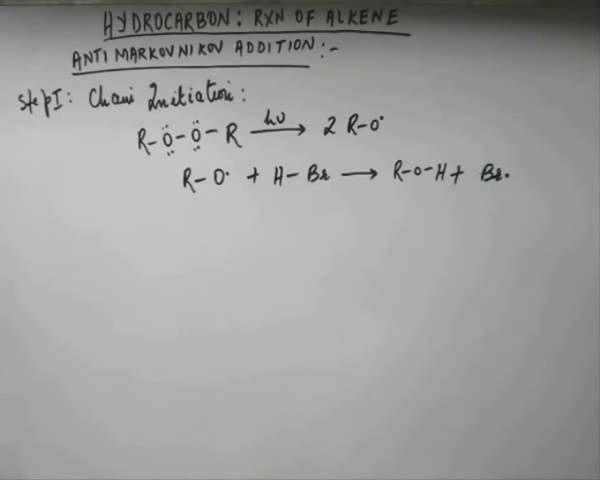 HYDROCARBON: RXN OF ALKENE
ANTI MARKOVNIKOV ADDITION:-
Step I: Chain Initiation:
R-Ö-Ö-R hν→ 2 R-O•
R-O• + H-Br → R-O-H + Br•